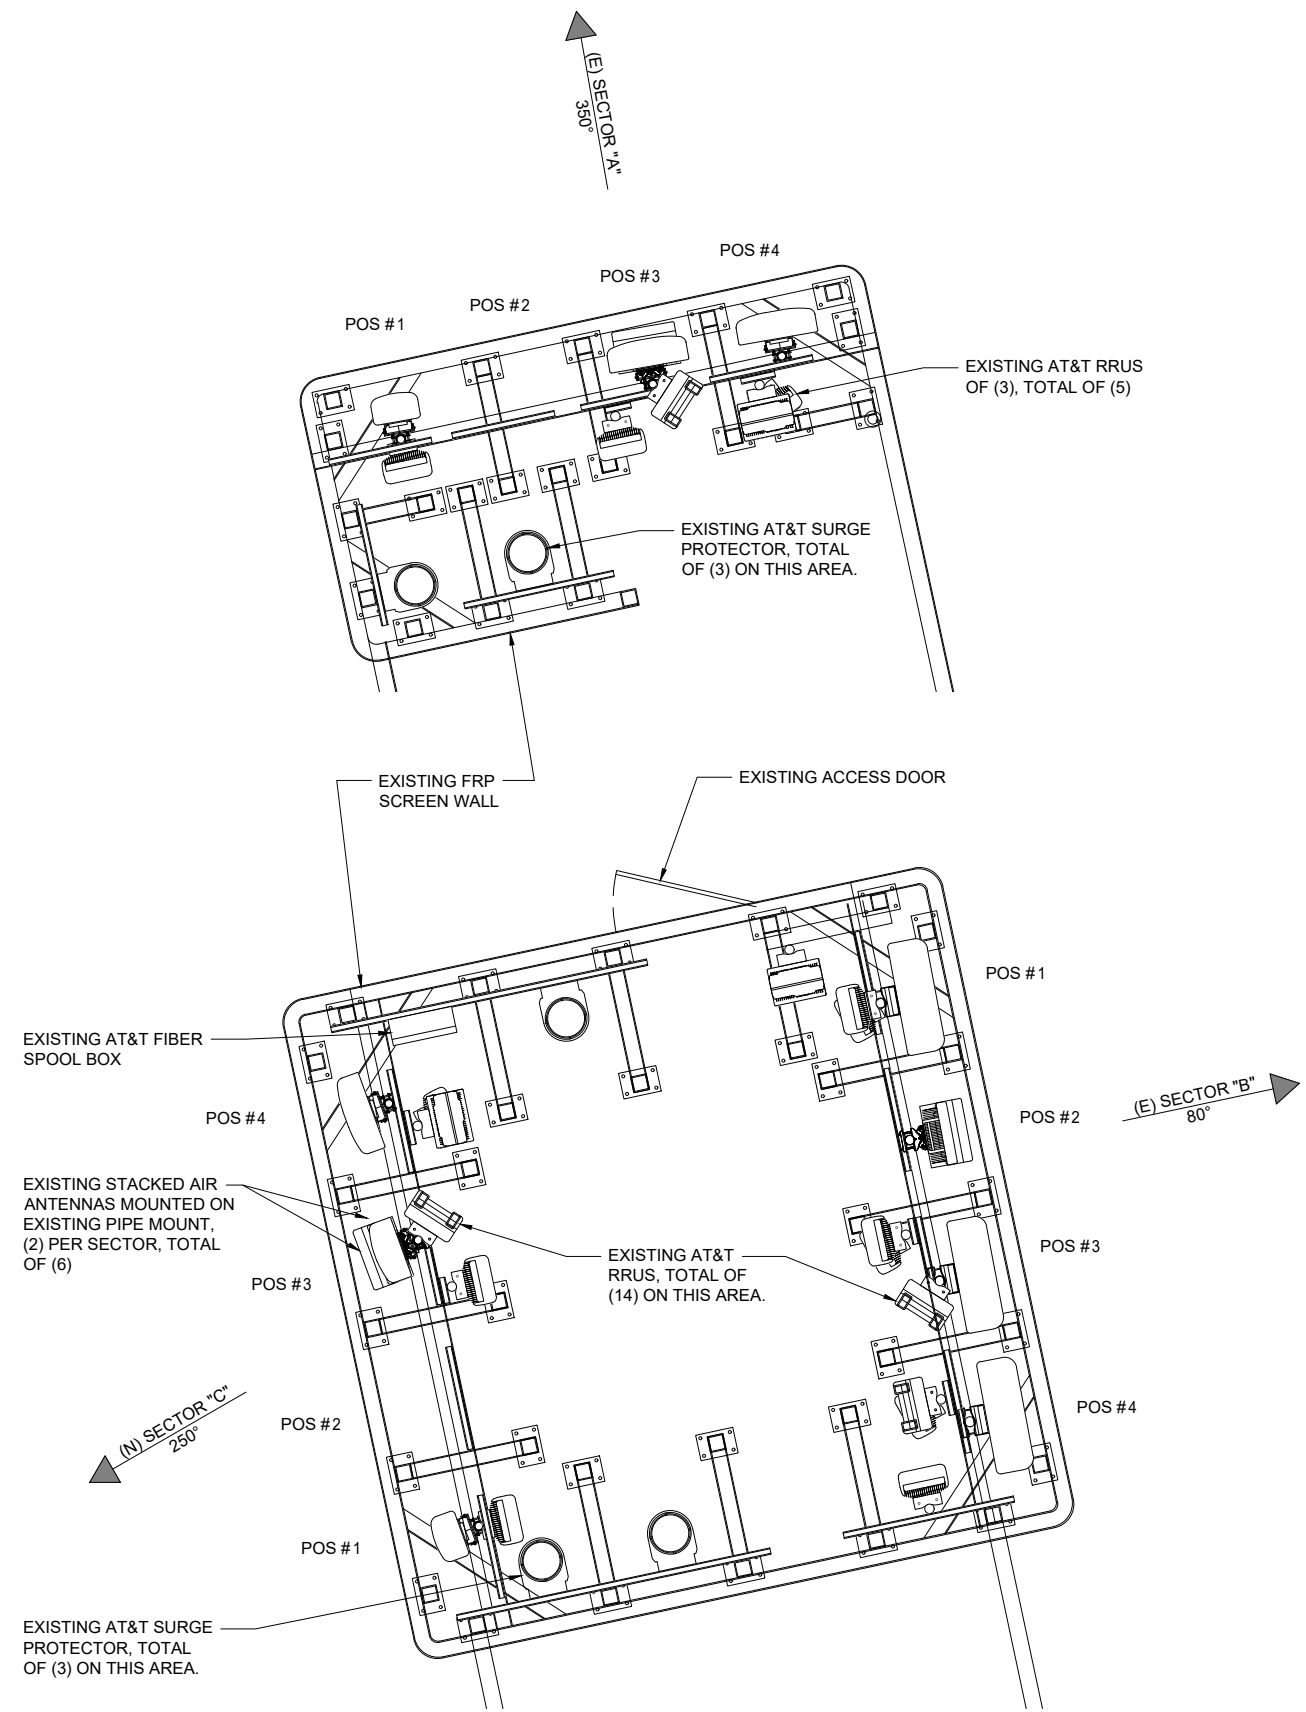 (E) SECTOR "A"
350°
POS #4
POS #3
POS #2
POS #1
EXISTING AT&T RRUS
OF (3), TOTAL OF (5)
EXISTING AT&T SURGE
PROTECTOR, TOTAL
OF (3) ON THIS AREA.
EXISTING FRP
SCREEN WALL
EXISTING ACCESS DOOR
POS #1
EXISTING AT&T FIBER
SPOOL BOX
(E) SECTOR "B"
80°
POS #4
POS #2
EXISTING STACKED AIR
ANTENNAS MOUNTED ON
EXISTING PIPE MOUNT,
(2) PER SECTOR, TOTAL
OF (6)
POS #3
EXISTING AT&T
RRUS, TOTAL OF
(14) ON THIS AREA.
POS #3
(N) SECTOR "C"
250°
POS #4
POS #2
POS #1
EXISTING AT&T SURGE
PROTECTOR, TOTAL
OF (3) ON THIS AREA.